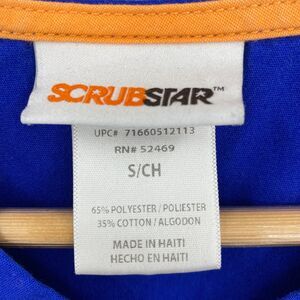 SCRUBSTAR™
UPC# 71660512113
RN# 52469
S/CH
65% POLYESTER / POLIESTER
35% COTTON / ALGODON
MADE IN HAITI
HECHO EN HAITI